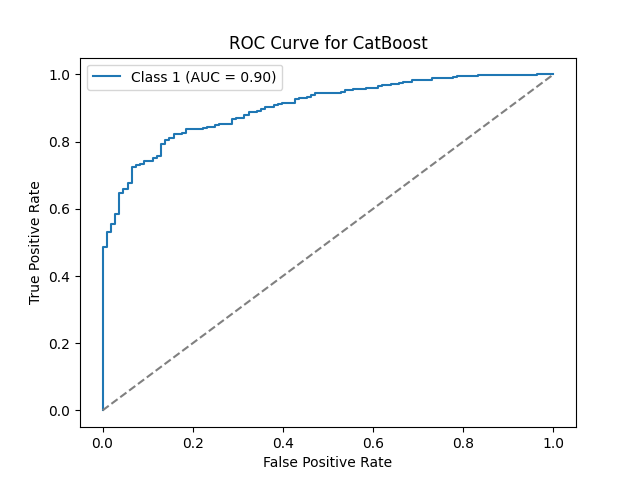 ROC Curve for CatBoost
Class 1 (AUC = 0.90)
1.0
0.8
0.6
0.4
0.2
0.0
True Positive Rate
0.0 0.2 0.4 0.6 0.8 1.0
False Positive Rate